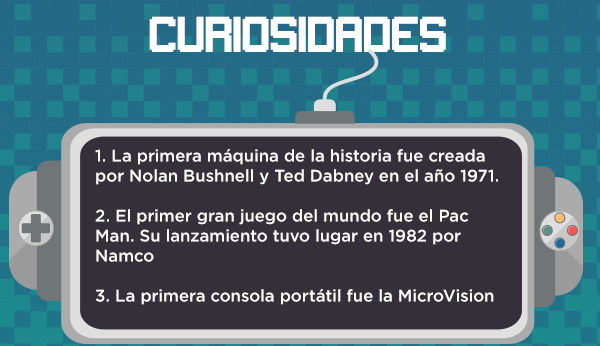 CURIOSIDADES
1. La primera máquina de la historia fue creada
por Nolan Bushnell y Ted Dabney en el año 1971.
2. El primer gran juego del mundo fue el Pac
Man. Su lanzamiento tuvo lugar en 1982 por
Namco
3. La primera consola portátil fue la MicroVision